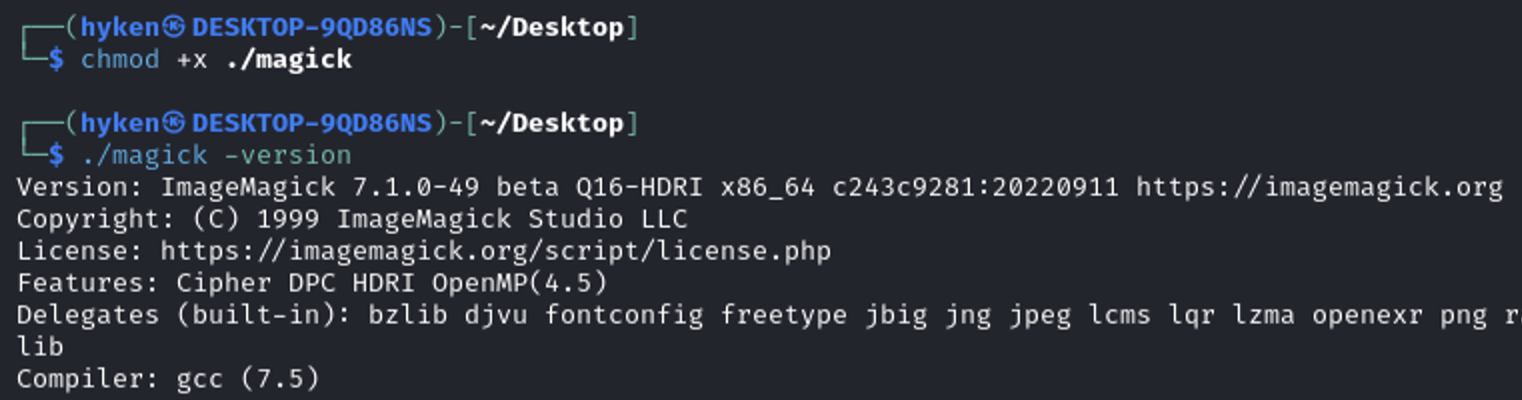 ┌──(hyken㉿DESKTOP-9QD86NS)-[~/Desktop]
└─$ chmod +x ./magick
┌──(hyken㉿DESKTOP-9QD86NS)-[~/Desktop]
└─$ ./magick -version
Version: ImageMagick 7.1.0-49 beta Q16-HDRI x86_64 c243c9281:20220911 https://imagemagick.org
Copyright: (C) 1999 ImageMagick Studio LLC
License: https://imagemagick.org/script/license.php
Features: Cipher DPC HDRI OpenMP(4.5)
Delegates (built-in): bzlib djvu fontconfig freetype jbig jng jpeg lcms lqr lzma openexr png
lib
Compiler: gcc (7.5)